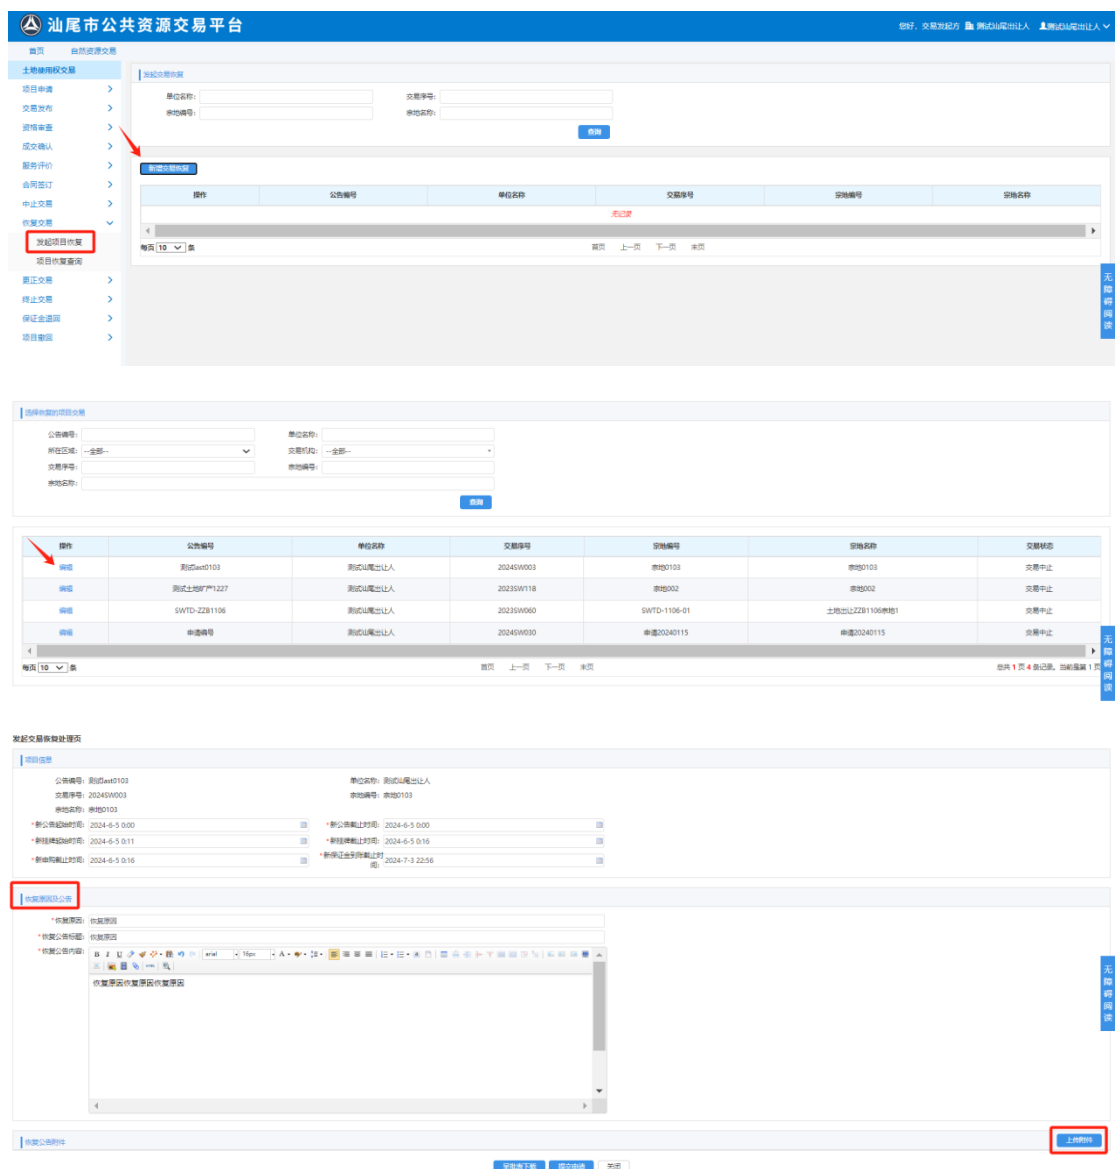 汕尾市公共资源交易平台
您好，交易发起方 测试汕尾出让人 测试汕尾出让人
首页 自然资源交易
土地使用权交易
项目申请
交易发布
资格审查
成交确认
服务评价
合同签订
中止交易
恢复交易
发起项目恢复
项目恢复查询
更正交易
终止交易
保证金退回
项目撤回
发起交易恢复
单位名称: 交易序号:
宗地编号: 宗地名称:
查询
新增交易恢复
操作 公告编号 单位名称 交易序号 宗地编号 宗地名称
无记录
每页 10 条 首页 上一页 下一页 末页
无障碍阅读
选择恢复的项目交易
公告编号: 单位名称:
所在区域: --全部-- 交易机构: --全部--
交易序号: 宗地编号:
宗地名称:
查询
操作 公告编号 单位名称 交易序号 宗地编号 宗地名称 交易状态
编辑 测试last0103 测试汕尾出让人 2024SW003 宗地0103 宗地0103 交易中止
编辑 测试土地矿产1227 测试汕尾出让人 2023SW118 宗地002 宗地002 交易中止
编辑 SWTD-ZZB1106 测试汕尾出让人 2023SW060 SWTD-1106-01 土地出让ZZB1106宗地1 交易中止
编辑 申请编号 测试汕尾出让人 2024SW030 申请20240115 申请20240115 交易中止
每页 10 条 首页 上一页 下一页 末页 总共 1 页 4 条记录, 当前是第 1 页
无障碍阅读
发起交易恢复处理页
项目信息
公告编号: 测试last0103 单位名称: 测试汕尾出让人
交易序号: 2024SW003 宗地编号: 宗地0103
宗地名称: 宗地0103
*新公告起始时间: 2024-6-5 0:00 *新公告截止时间: 2024-6-5 0:00
*新挂牌起始时间: 2024-6-5 0:11 *新挂牌截止时间: 2024-6-5 0:16
*新申购截止时间: 2024-6-5 0:16 *新保证金到账截止时间: 2024-7-3 22:56
恢复原因及公告
*恢复原因: 恢复原因
*恢复公告标题: 恢复原因
*恢复公告内容:
B I U arial 16px
恢复原因恢复原因恢复原因
无障碍阅读
恢复公告附件 上传附件
呈批表下载 提交申请 关闭